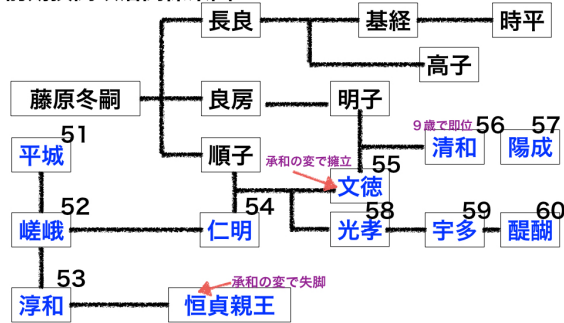 長良
基経
時平
高子
藤原冬嗣
良房
明子
51
平城
順子
承和の変で擁立
9歳で即位
56
清和
57
陽成
55
文徳
52
嵯峨
54
仁明
58
光孝
59
宇多
60
醍醐
53
淳和
承和の変で失脚
恒貞親王